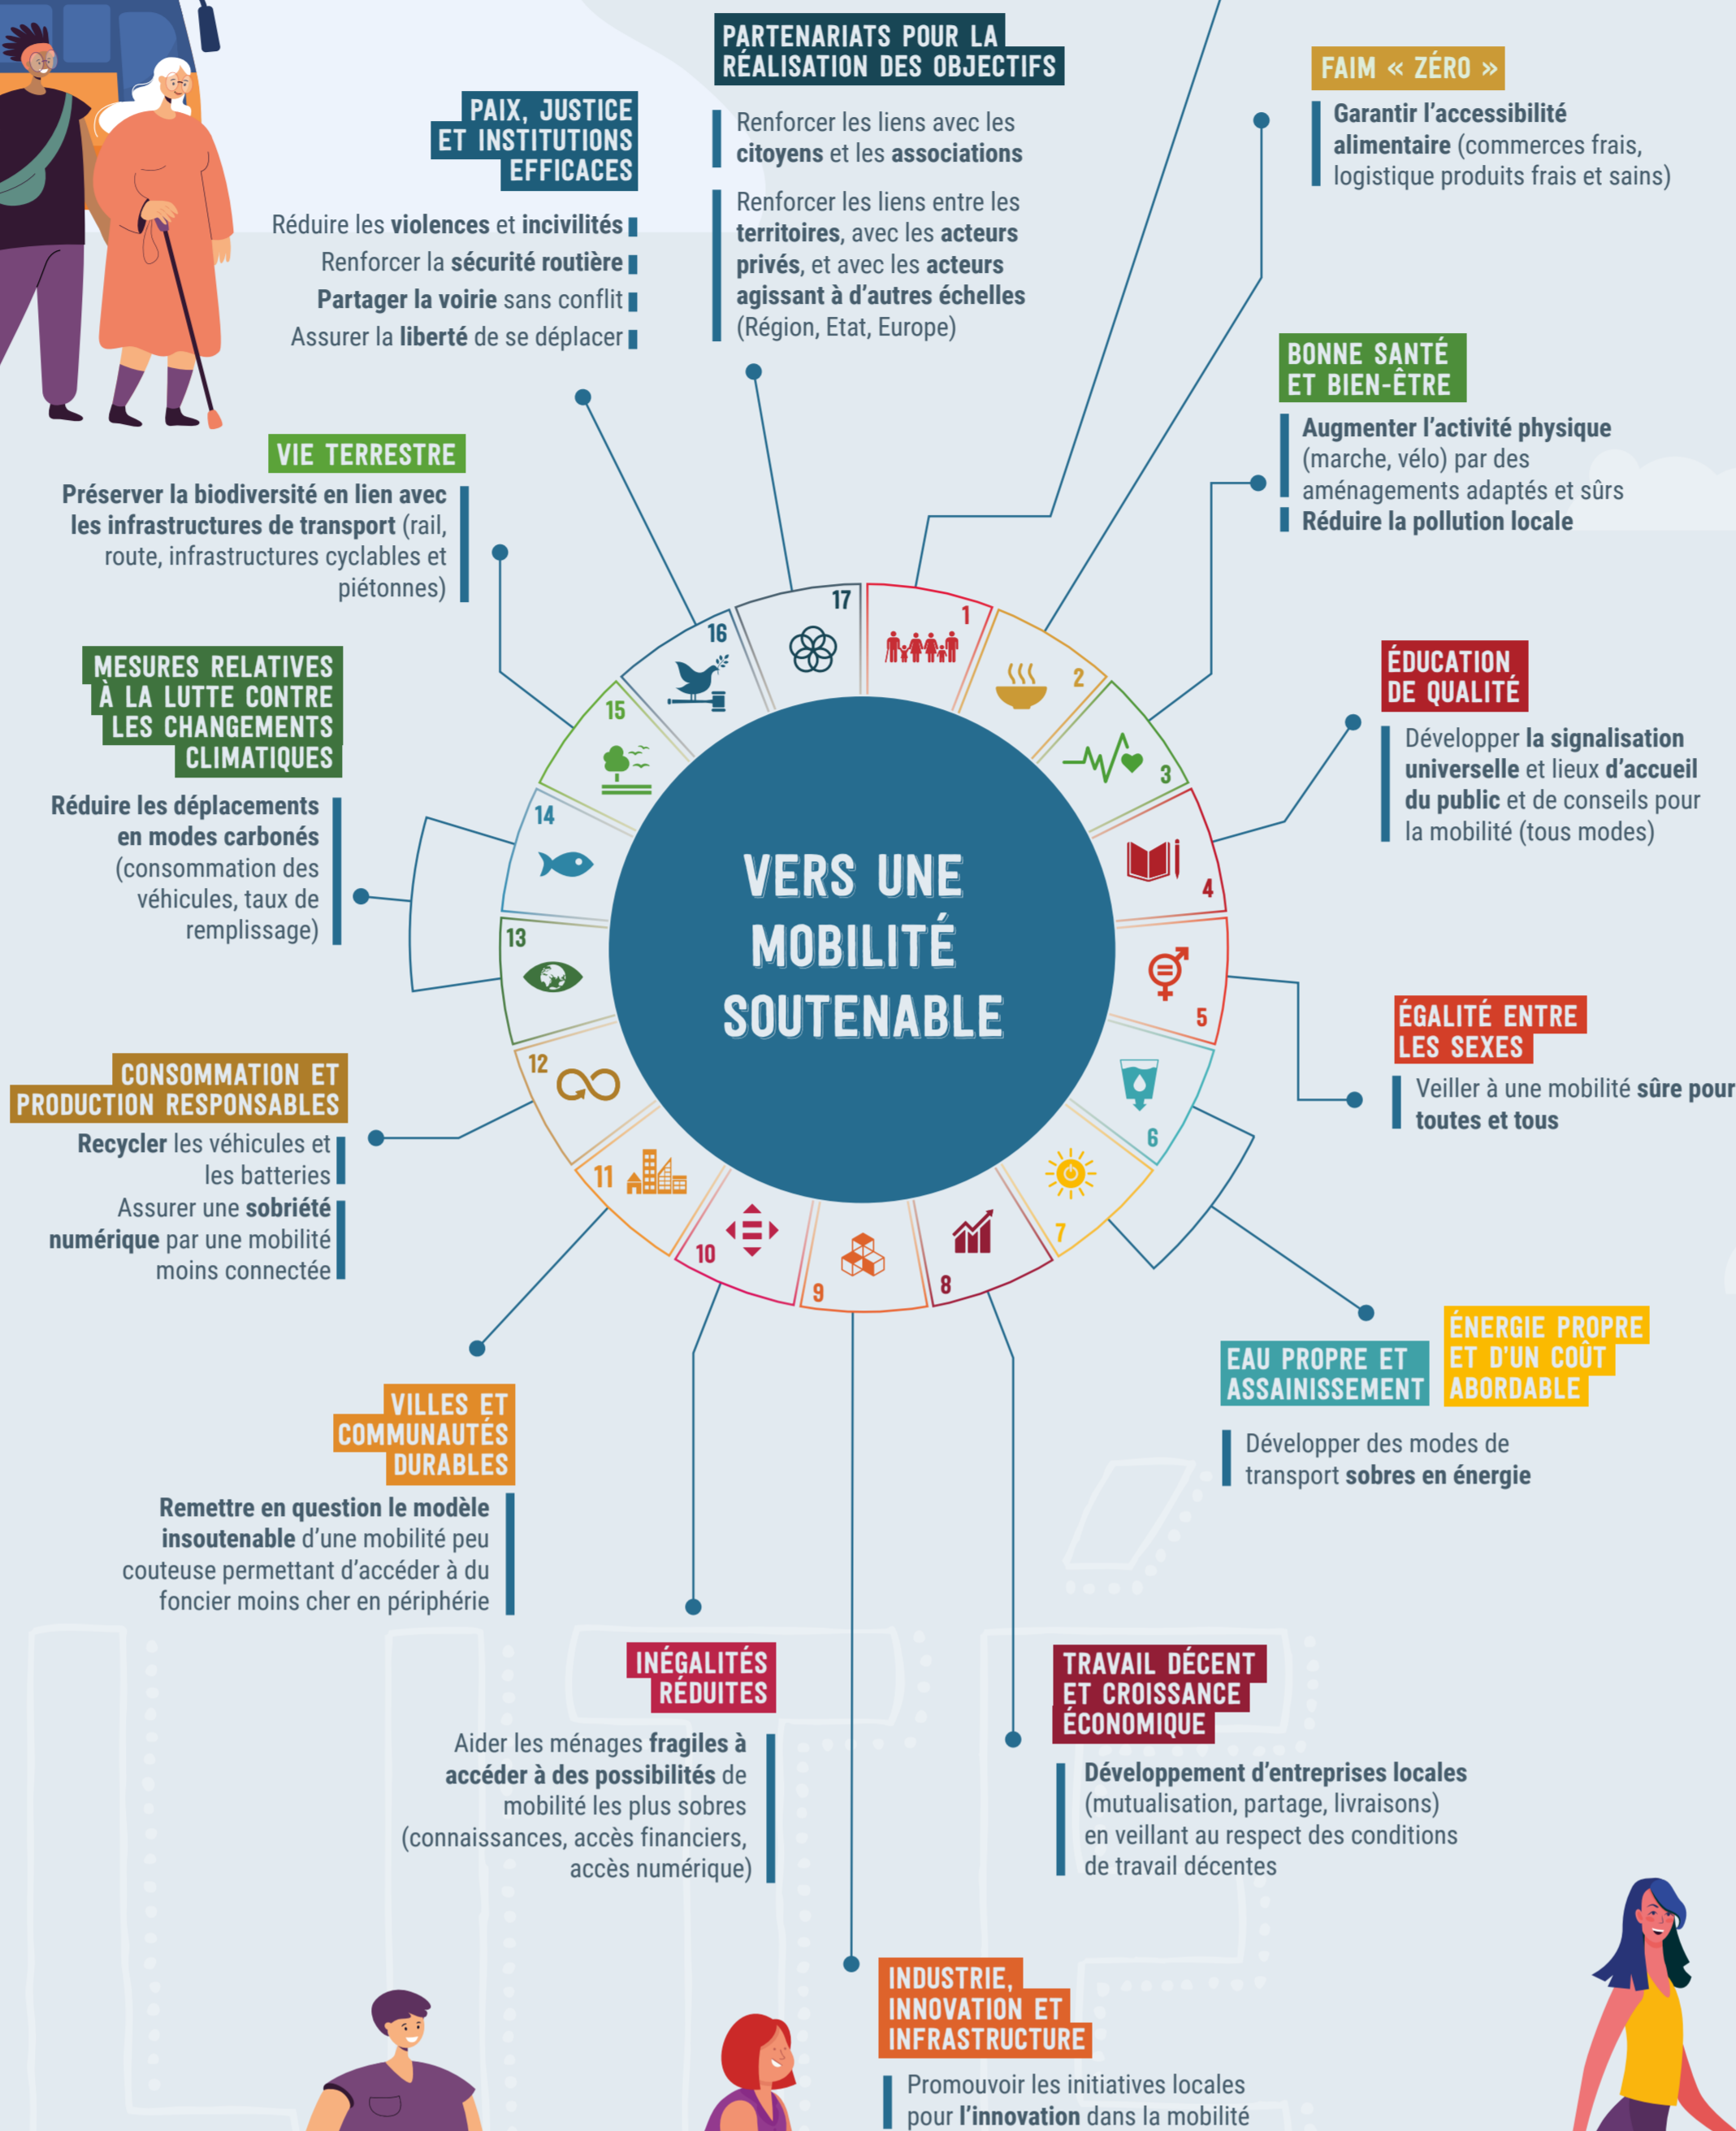 PARTENARIATS POUR LA
RÉALISATION DES OBJECTIFS
Renforcer les liens avec les
citoyens et les associations
Renforcer les liens entre les
territoires, avec les acteurs
privés, et avec les acteurs
agissant à d'autres échelles
(Région, Etat, Europe)
FAIM « ZÉRO »
Garantir l'accessibilité
alimentaire (commerces frais,
logistique produits frais et sains)
PAIX, JUSTICE
ET INSTITUTIONS
EFFICACES
Réduire les violences et incivilités
Renforcer la sécurité routière
Partager la voirie sans conflit
Assurer la liberté de se déplacer
BONNE SANTÉ
ET BIEN-ÊTRE
Augmenter l'activité physique
(marche, vélo) par des
aménagements adaptés et sûrs
Réduire la pollution locale
VIE TERRESTRE
Préserver la biodiversité en lien avec
les infrastructures de transport (rail,
route, infrastructures cyclables et
piétonnes)
ÉDUCATION
DE QUALITÉ
Développer la signalisation
universelle et lieux d'accueil
du public et de conseils pour
la mobilité (tous modes)
MESURES RELATIVES
À LA LUTTE CONTRE
LES CHANGEMENTS
CLIMATIQUES
Réduire les déplacements
en modes carbonés
(consommation des
véhicules, taux de
remplissage)
17
1
16
2
15
3
14
4
13
5
12
6
11
7
10
9
8
VERS UNE
MOBILITÉ
SOUTENABLE
ÉGALITÉ ENTRE
LES SEXES
Veiller à une mobilité sûre pour
toutes et tous
CONSOMMATION ET
PRODUCTION RESPONSABLES
Recycler les véhicules et
les batteries
Assurer une sobriété
numérique par une mobilité
moins connectée
EAU PROPRE ET
ASSAINISSEMENT
ÉNERGIE PROPRE
ET D'UN COÛT
ABORDABLE
Développer des modes de
transport sobres en énergie
VILLES ET
COMMUNAUTÉS
DURABLES
Remettre en question le modèle
insoutenable d'une mobilité peu
couteuse permettant d'accéder à du
foncier moins cher en périphérie
INÉGALITÉS
RÉDUITES
Aider les ménages fragiles à
accéder à des possibilités de
mobilité les plus sobres
(connaissances, accès financiers,
accès numérique)
TRAVAIL DÉCENT
ET CROISSANCE
ÉCONOMIQUE
Développement d'entreprises locales
(mutualisation, partage, livraisons)
en veillant au respect des conditions
de travail décentes
INDUSTRIE,
INNOVATION ET
INFRASTRUCTURE
Promouvoir les initiatives locales
pour l'innovation dans la mobilité